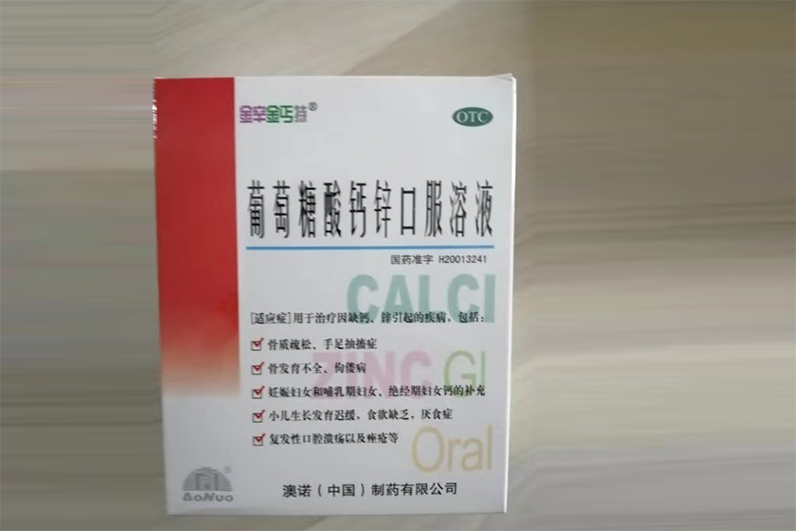 金辛金丐特®
OTC
葡萄糖酸钙锌口服溶液
国药准字 H20013241
CALCI
[适应症]用于治疗因缺钙、锌引起的疾病，包括：
骨质疏松、手足抽搐症
ZINC GI
骨发育不全、佝偻病
妊娠妇女和哺乳期妇女、绝经期妇女钙的补充
小儿生长发育迟缓，食欲缺乏，厌食症
复发性口腔溃疡以及痤疮等
Oral
AoNuo®
澳诺（中国）制药有限公司